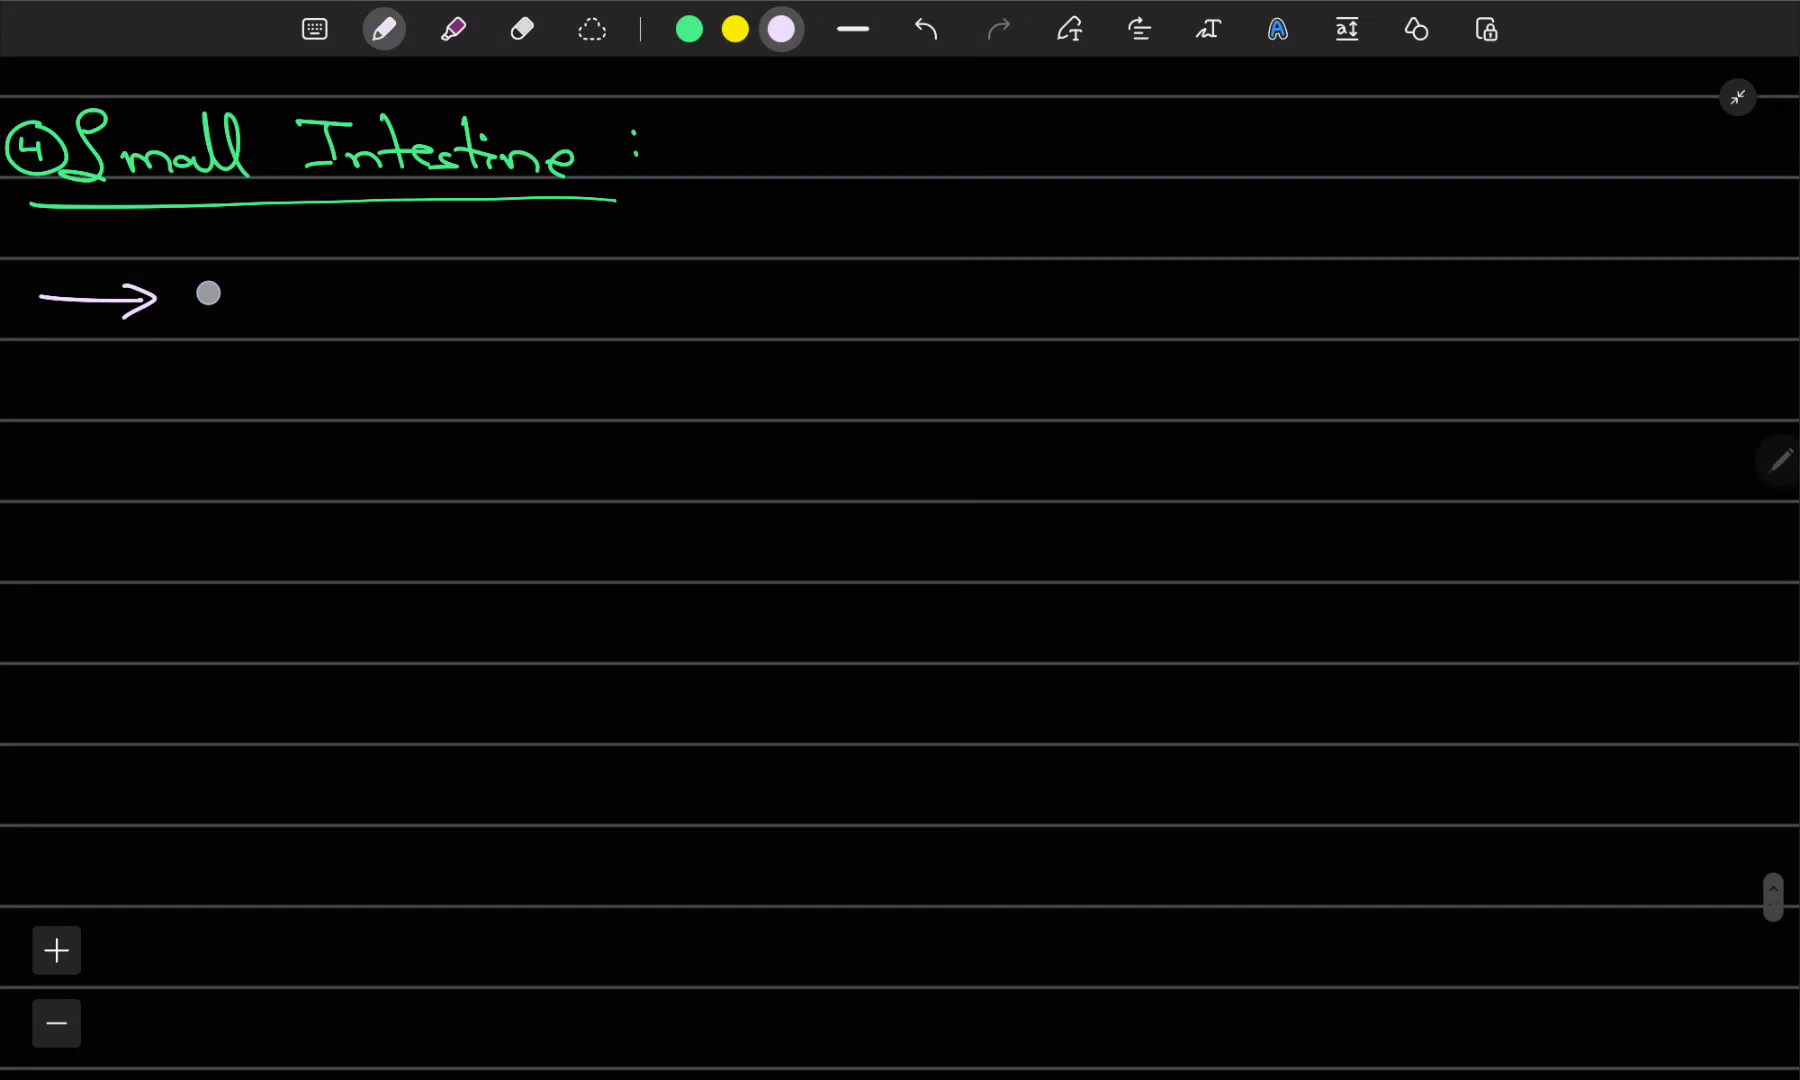 ④ Small Intestine :
→